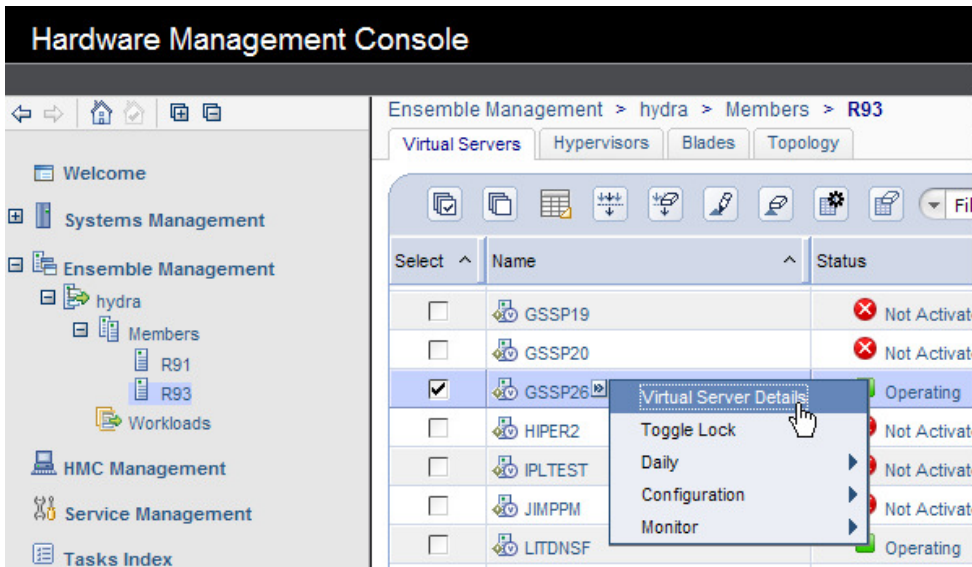 Hardware Management Console
Ensemble Management > hydra > Members > R93
Virtual Servers Hypervisors Blades Topology
Welcome
Systems Management
Ensemble Management
hydra
Members
R91
R93
Workloads
HMC Management
Service Management
Tasks Index
Select Name Status
GSSP19
GSSP20
GSSP26 Operating
HIPER2
IPLTEST
JIMPPM
LITDNSF Operating
Virtual Server Details
Toggle Lock
Daily
Configuration
Monitor